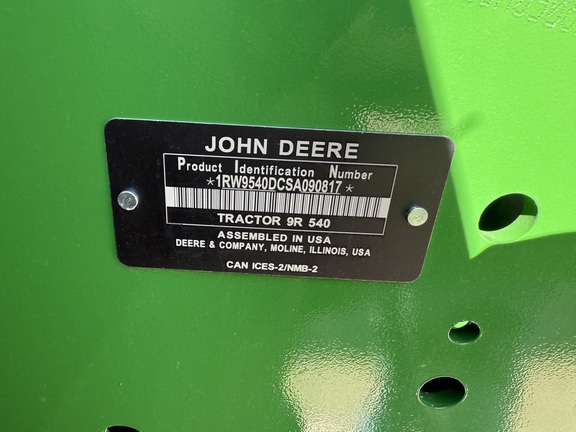 JOHN DEERE
Product Identification Number
*1RW9540DCSA090817*
TRACTOR 9R 540
ASSEMBLED IN USA
DEERE & COMPANY, MOLINE, ILLINOIS, USA
CAN ICES-2/NMB-2